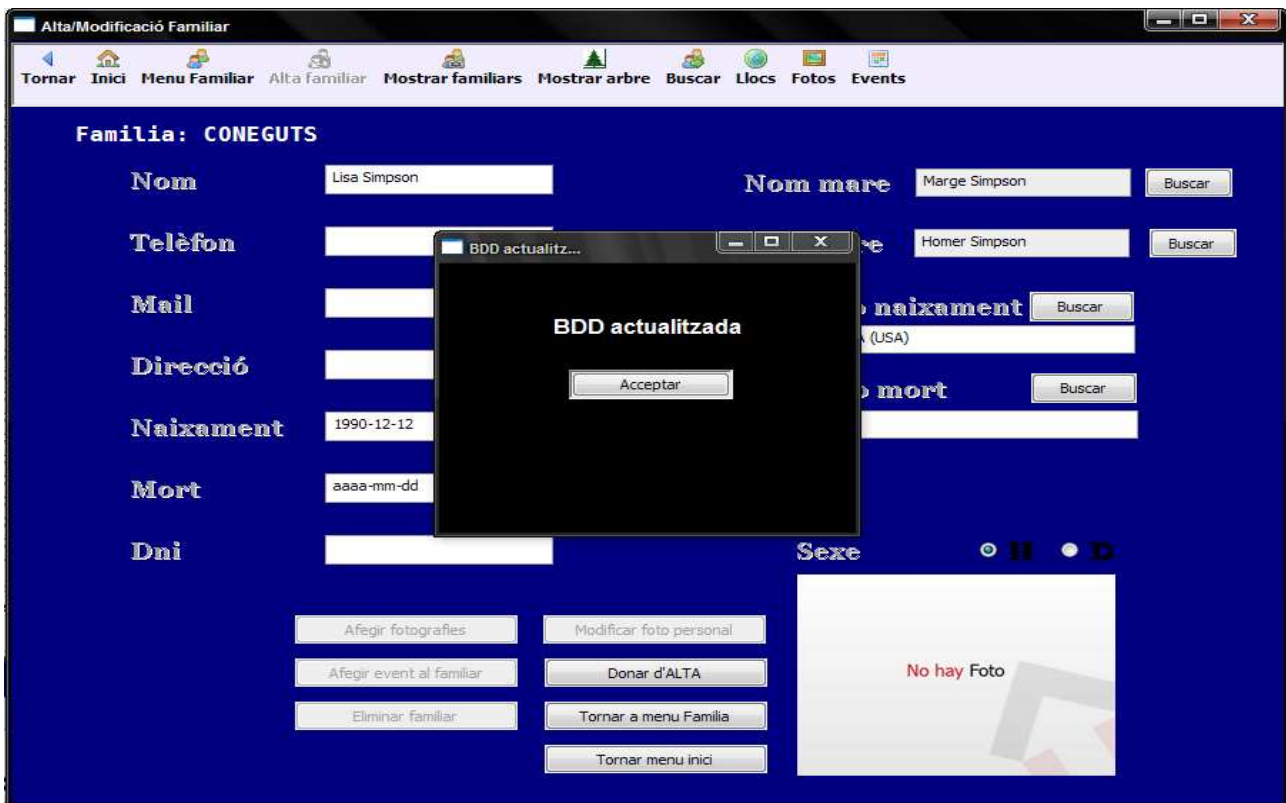 Alta/Modificació Familiar
Tornar Inici Menu Familiar Alta familiar Mostrar familiars Mostrar arbre Buscar Llocs Fotos Events
Familia: CONEGUTS
Nom Lisa Simpson Nom mare Marge Simpson Buscar
Telèfon Homer Simpson Buscar
BDD actualitz...
Mail naixament Buscar
BDD actualitzada
(USA)
Direcció
Acceptar
mort Buscar
Naixament 1990-12-12
Mort aaaa-mm-dd
Dni
Sexe H D
Afegir fotografies Modificar foto personal
Afegir event al familiar Donar d'ALTA
No hay Foto
Eliminar familiar Tornar a menu Familia
Tornar menu inici